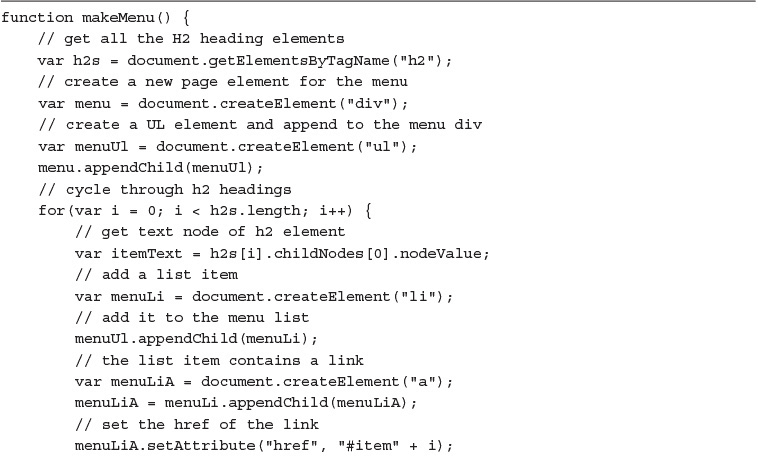 function makeMenu() {
    // get all the H2 heading elements
    var h2s = document.getElementsByTagName("h2");
    // create a new page element for the menu
    var menu = document.createElement("div");
    // create a UL element and append to the menu div
    var menuUl = document.createElement("ul");
    menu.appendChild(menuUl);
    // cycle through h2 headings
    for(var i = 0; i < h2s.length; i++) {
        // get text node of h2 element
        var itemText = h2s[i].childNodes[0].nodeValue;
        // add a list item
        var menuLi = document.createElement("li");
        // add it to the menu list
        menuUl.appendChild(menuLi);
        // the list item contains a link
        var menuLiA = document.createElement("a");
        menuLiA = menuLi.appendChild(menuLiA);
        // set the href of the link
        menuLiA.setAttribute("href", "#item" + i);